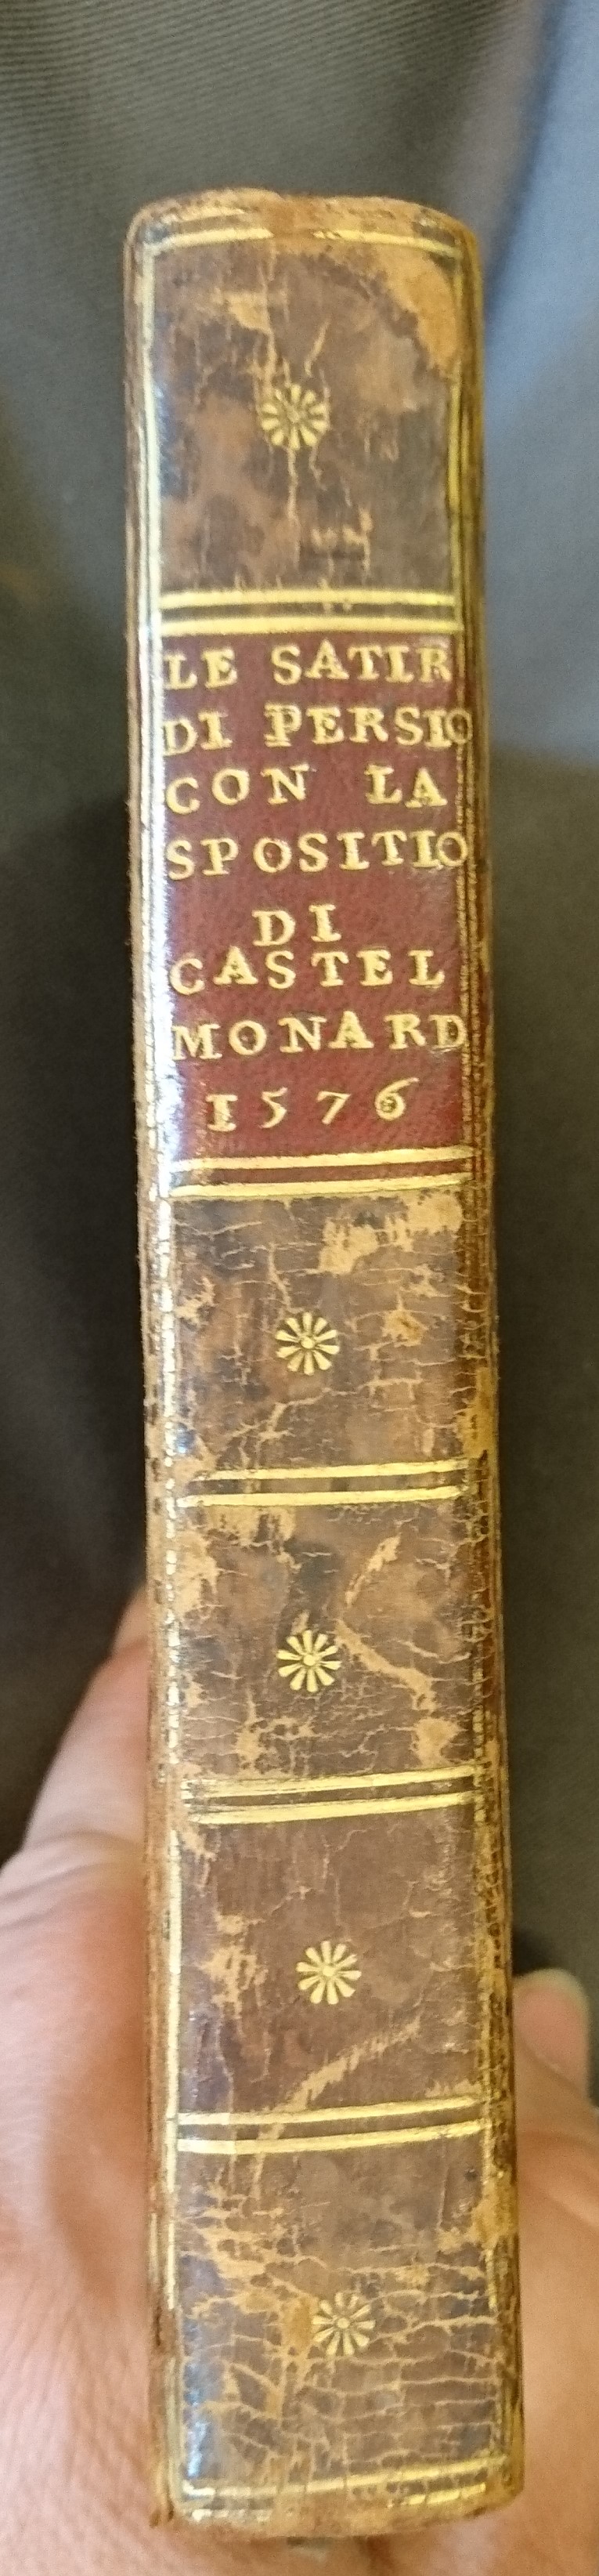 LE SATIR
DI PERSIO
CON LA
SPOSITIO
DI
CASTEL
MONARD
1576